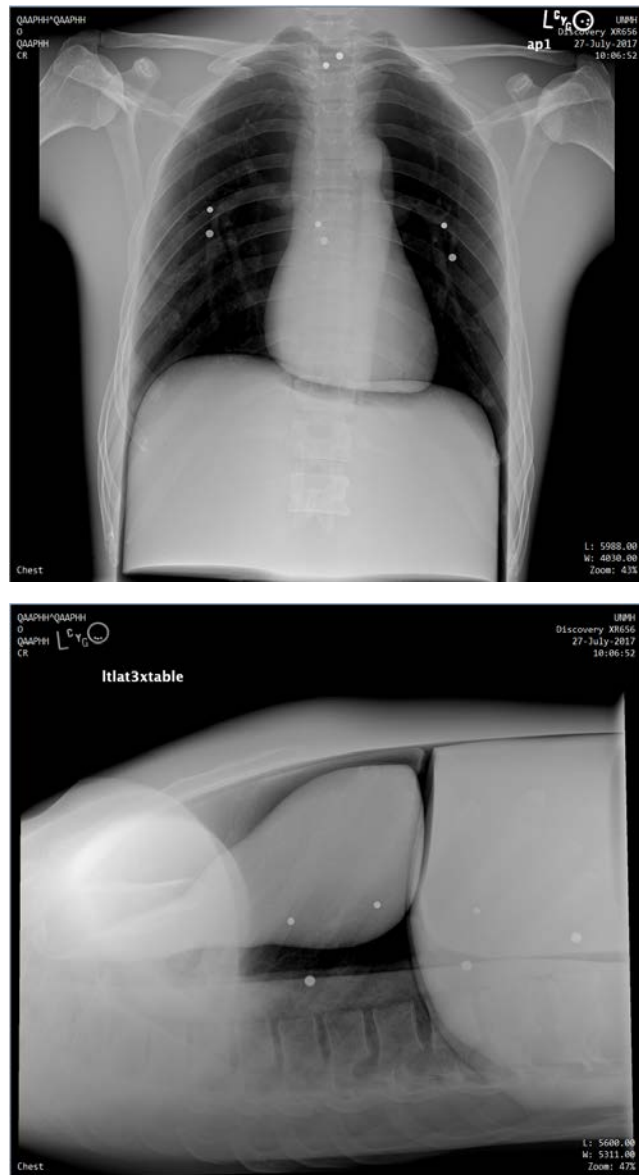 QAAPHH^QAAPHH
O
QAAPHH
CR
UNMH
Discovery XR656
27-July-2017
10:06:52
L
ap1
Chest
L: 5988.00
W: 4030.00
Zoom: 43%
QAAPHH^QAAPHH
O
QAAPHH
CR
L C Y G
UNMH
Discovery XR656
27-July-2017
10:06:52
ltlat3xtable
Chest
L: 5600.00
W: 5311.00
Zoom: 47%